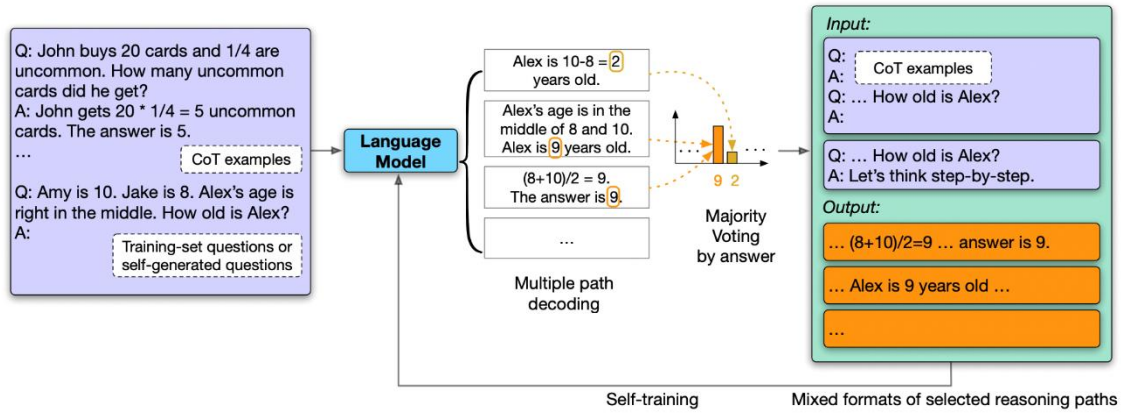 Q: John buys 20 cards and 1/4 are
uncommon. How many uncommon
cards did he get?
A: John gets 20 * 1/4 = 5 uncommon
cards. The answer is 5.
...
CoT examples
Q: Amy is 10. Jake is 8. Alex's age is
right in the middle. How old is Alex?
A:
Training-set questions or
self-generated questions
Language
Model
Alex is 10-8 = 2
years old.
Alex's age is in the
middle of 8 and 10.
Alex is 9 years old.
(8+10)/2 = 9.
The answer is 9.
...
Multiple path
decoding
... ...
9 2
Majority
Voting
by answer
Input:
Q:
A:
CoT examples
Q: ... How old is Alex?
A:
Q: ... How old is Alex?
A: Let's think step-by-step.
Output:
... (8+10)/2=9 ... answer is 9.
... Alex is 9 years old ...
...
Self-training
Mixed formats of selected reasoning paths